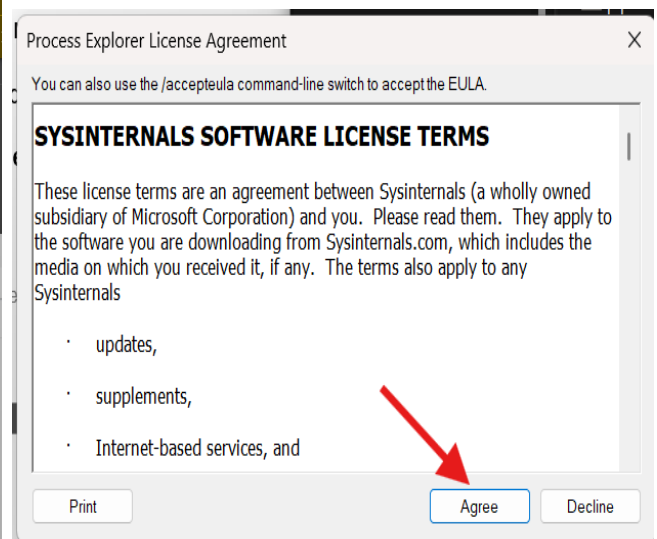 Process Explorer License Agreement
You can also use the /accepteula command-line switch to accept the EULA.
SYSINTERNALS SOFTWARE LICENSE TERMS
These license terms are an agreement between Sysinternals (a wholly owned
subsidiary of Microsoft Corporation) and you. Please read them. They apply to
the software you are downloading from Sysinternals.com, which includes the
media on which you received it, if any. The terms also apply to any
Sysinternals
· updates,
· supplements,
· Internet-based services, and
Print
Agree
Decline